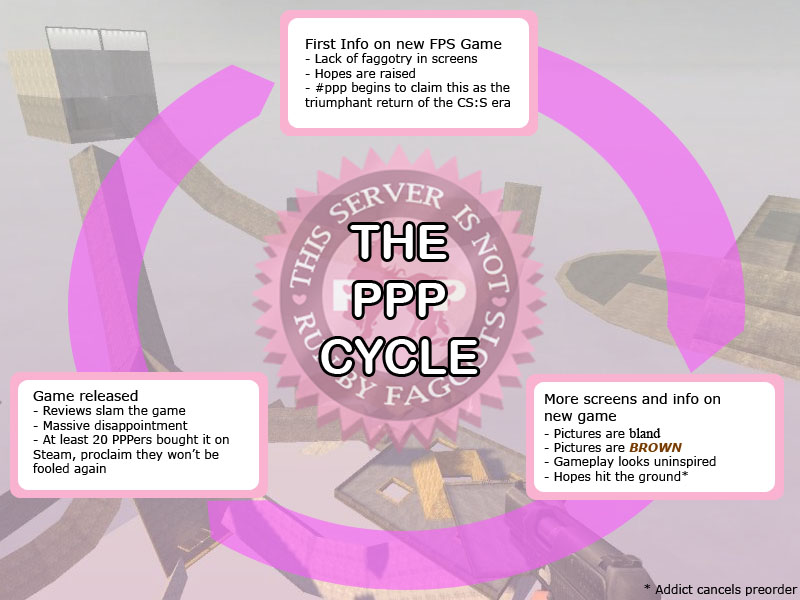 First Info on new FPS Game
- Lack of faggotry in screens
- Hopes are raised
- #ppp begins to claim this as the
triumphant return of the CS:S era
THIS SERVER IS NOT
RUN BY FAGGOTS
THE
PPP
CYCLE
More screens and info on
new game
- Pictures are bland
- Pictures are BROWN
- Gameplay looks uninspired
- Hopes hit the ground*
Game released
- Reviews slam the game
- Massive disappointment
- At least 20 PPPers bought it on
Steam, proclaim they won't be
fooled again
* Addict cancels preorder